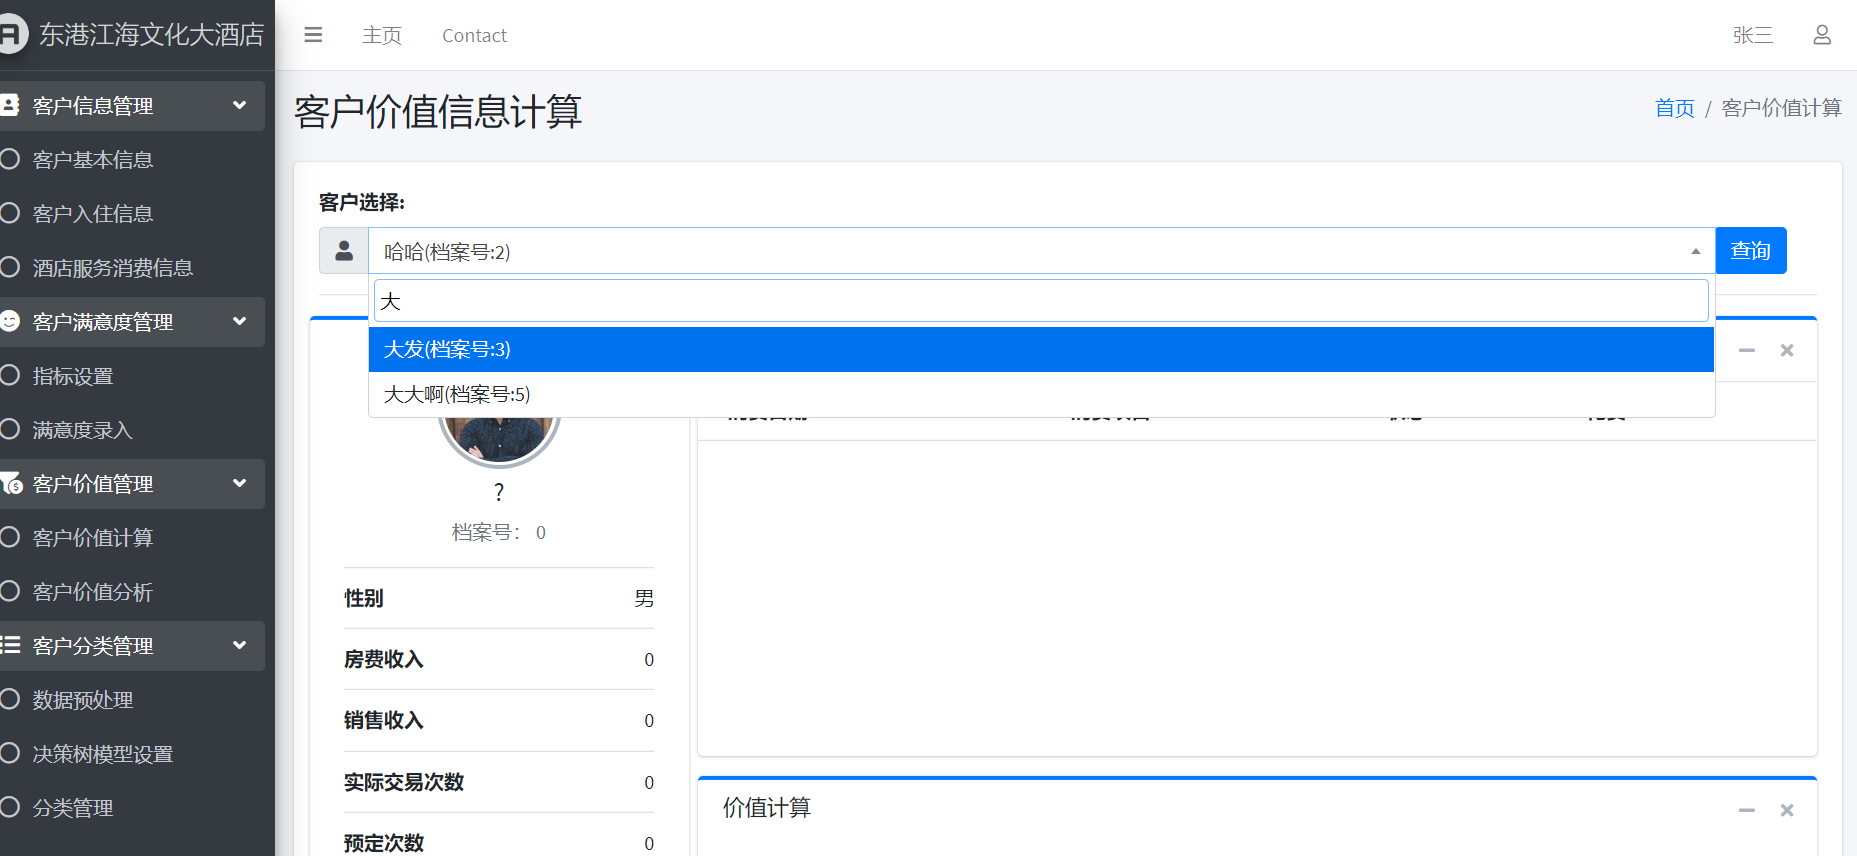 东港江海文化大酒店
主页
Contact
张三
客户信息管理
客户基本信息
客户入住信息
酒店服务消费信息
客户满意度管理
指标设置
满意度录入
客户价值管理
客户价值计算
客户价值分析
客户分类管理
数据预处理
决策树模型设置
分类管理
客户价值信息计算
首页 / 客户价值计算
客户选择:
哈哈(档案号:2)
查询
大
大发(档案号:3)
大大啊(档案号:5)
?
档案号： 0
性别 男
房费收入 0
销售收入 0
实际交易次数 0
预定次数 0
价值计算